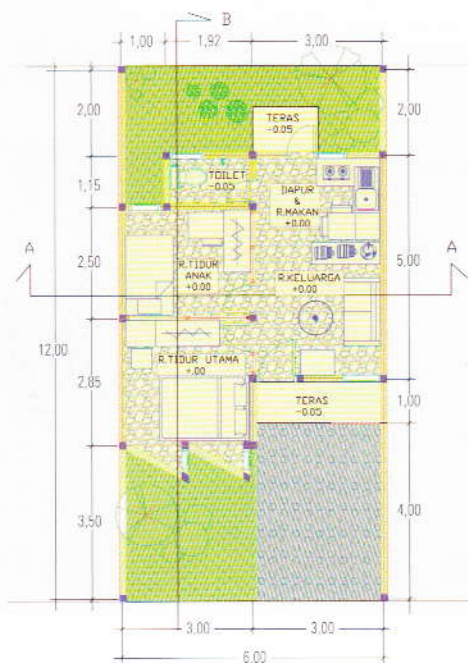 B
1,00
1,92
3,00
2,00
TERAS
-0.05
2,00
TOILET
-0.05
DAPUR
&
R.MAKAN
+0.00
1,15
A
2,50
R.TIDUR
ANAK
+0.00
R.KELUARGA
+0.00
5,00
A
12,00
R.TIDUR UTAMA
+.00
2,85
TERAS
-0.05
1,00
3,50
4,00
3,00
3,00
6,00